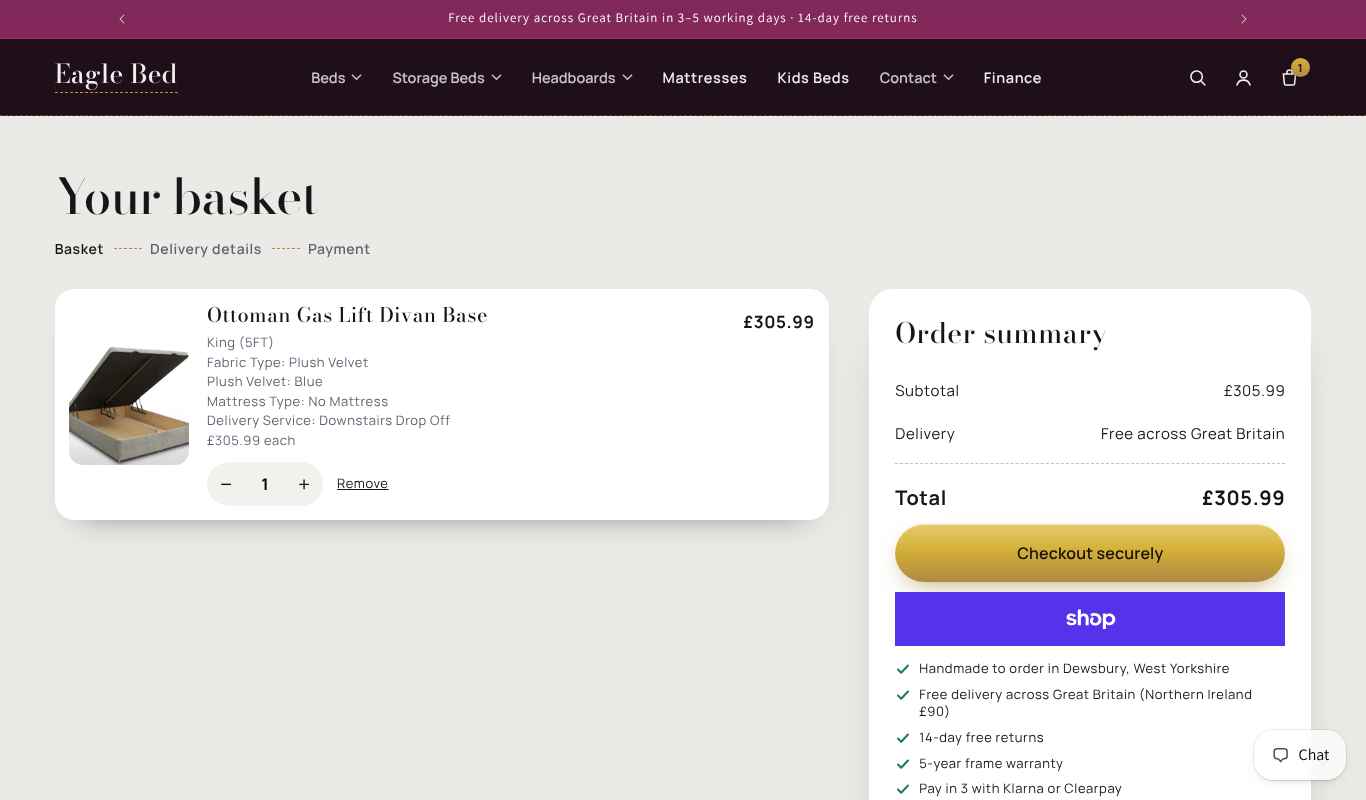 Free delivery across Great Britain in 3–5 working days · 14-day free returns
Eagle Bed
Beds
Storage Beds
Headboards
Mattresses
Kids Beds
Contact
Finance
1
Your basket
Basket
Delivery details
Payment
Ottoman Gas Lift Divan Base
£305.99
King (5FT)
Fabric Type: Plush Velvet
Plush Velvet: Blue
Mattress Type: No Mattress
Delivery Service: Downstairs Drop Off
£305.99 each
− 1 +
Remove
Order summary
Subtotal £305.99
Delivery Free across Great Britain
Total £305.99
Checkout securely
shop
Handmade to order in Dewsbury, West Yorkshire
Free delivery across Great Britain (Northern Ireland
£90)
14-day free returns
5-year frame warranty
Pay in 3 with Klarna or Clearpay
Chat